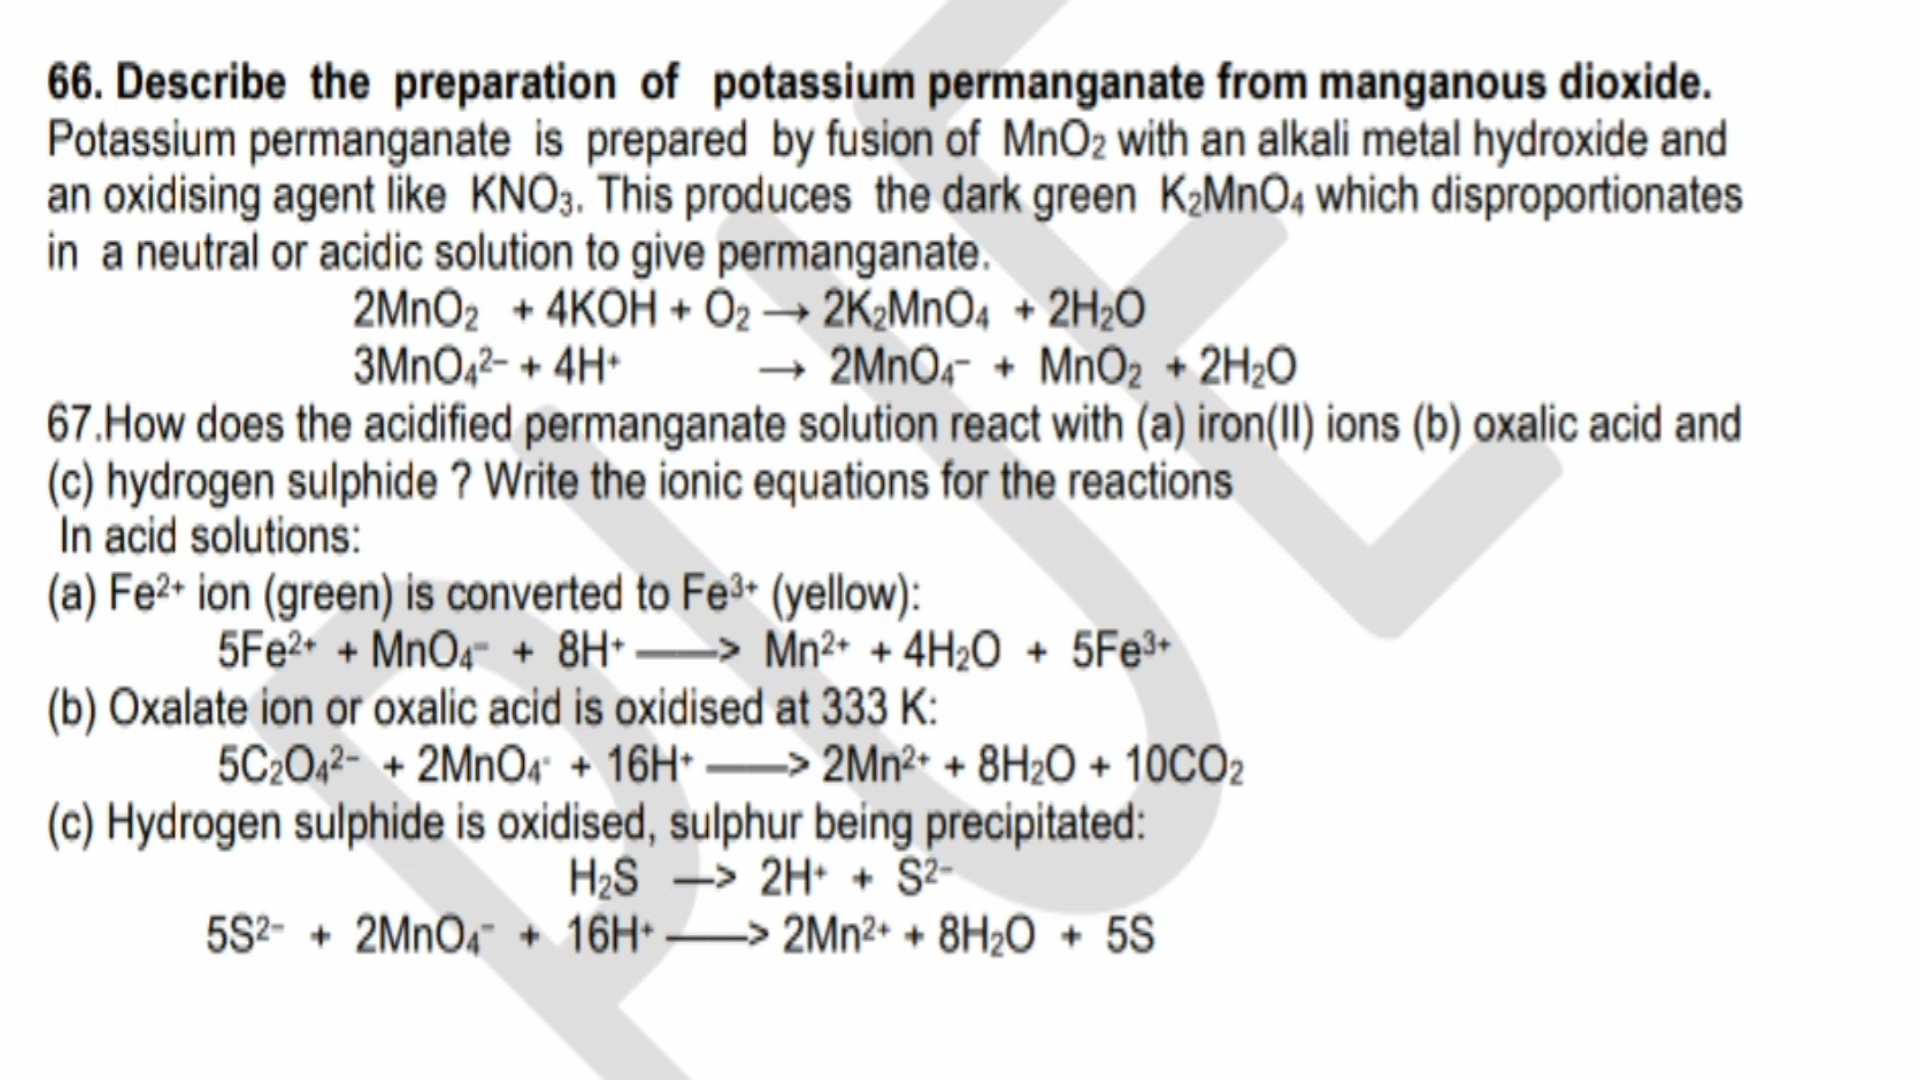 66. Describe the preparation of potassium permanganate from manganous dioxide.
Potassium permanganate is prepared by fusion of MnO₂ with an alkali metal hydroxide and
an oxidising agent like KNO₃. This produces the dark green K₂MnO₄ which disproportionates
in a neutral or acidic solution to give permanganate.
2MnO₂ + 4KOH + O₂ → 2K₂MnO₄ + 2H₂O
3MnO₄²⁻ + 4H⁺ → 2MnO₄⁻ + MnO₂ + 2H₂O
67.How does the acidified permanganate solution react with (a) iron(II) ions (b) oxalic acid and
(c) hydrogen sulphide ? Write the ionic equations for the reactions
In acid solutions:
(a) Fe²⁺ ion (green) is converted to Fe³⁺ (yellow):
5Fe²⁺ + MnO₄⁻ + 8H⁺ ——> Mn²⁺ + 4H₂O + 5Fe³⁺
(b) Oxalate ion or oxalic acid is oxidised at 333 K:
5C₂O₄²⁻ + 2MnO₄⁻ + 16H⁺ ——> 2Mn²⁺ + 8H₂O + 10CO₂
(c) Hydrogen sulphide is oxidised, sulphur being precipitated:
H₂S —> 2H⁺ + S²⁻
5S²⁻ + 2MnO₄⁻ + 16H⁺ ——> 2Mn²⁺ + 8H₂O + 5S